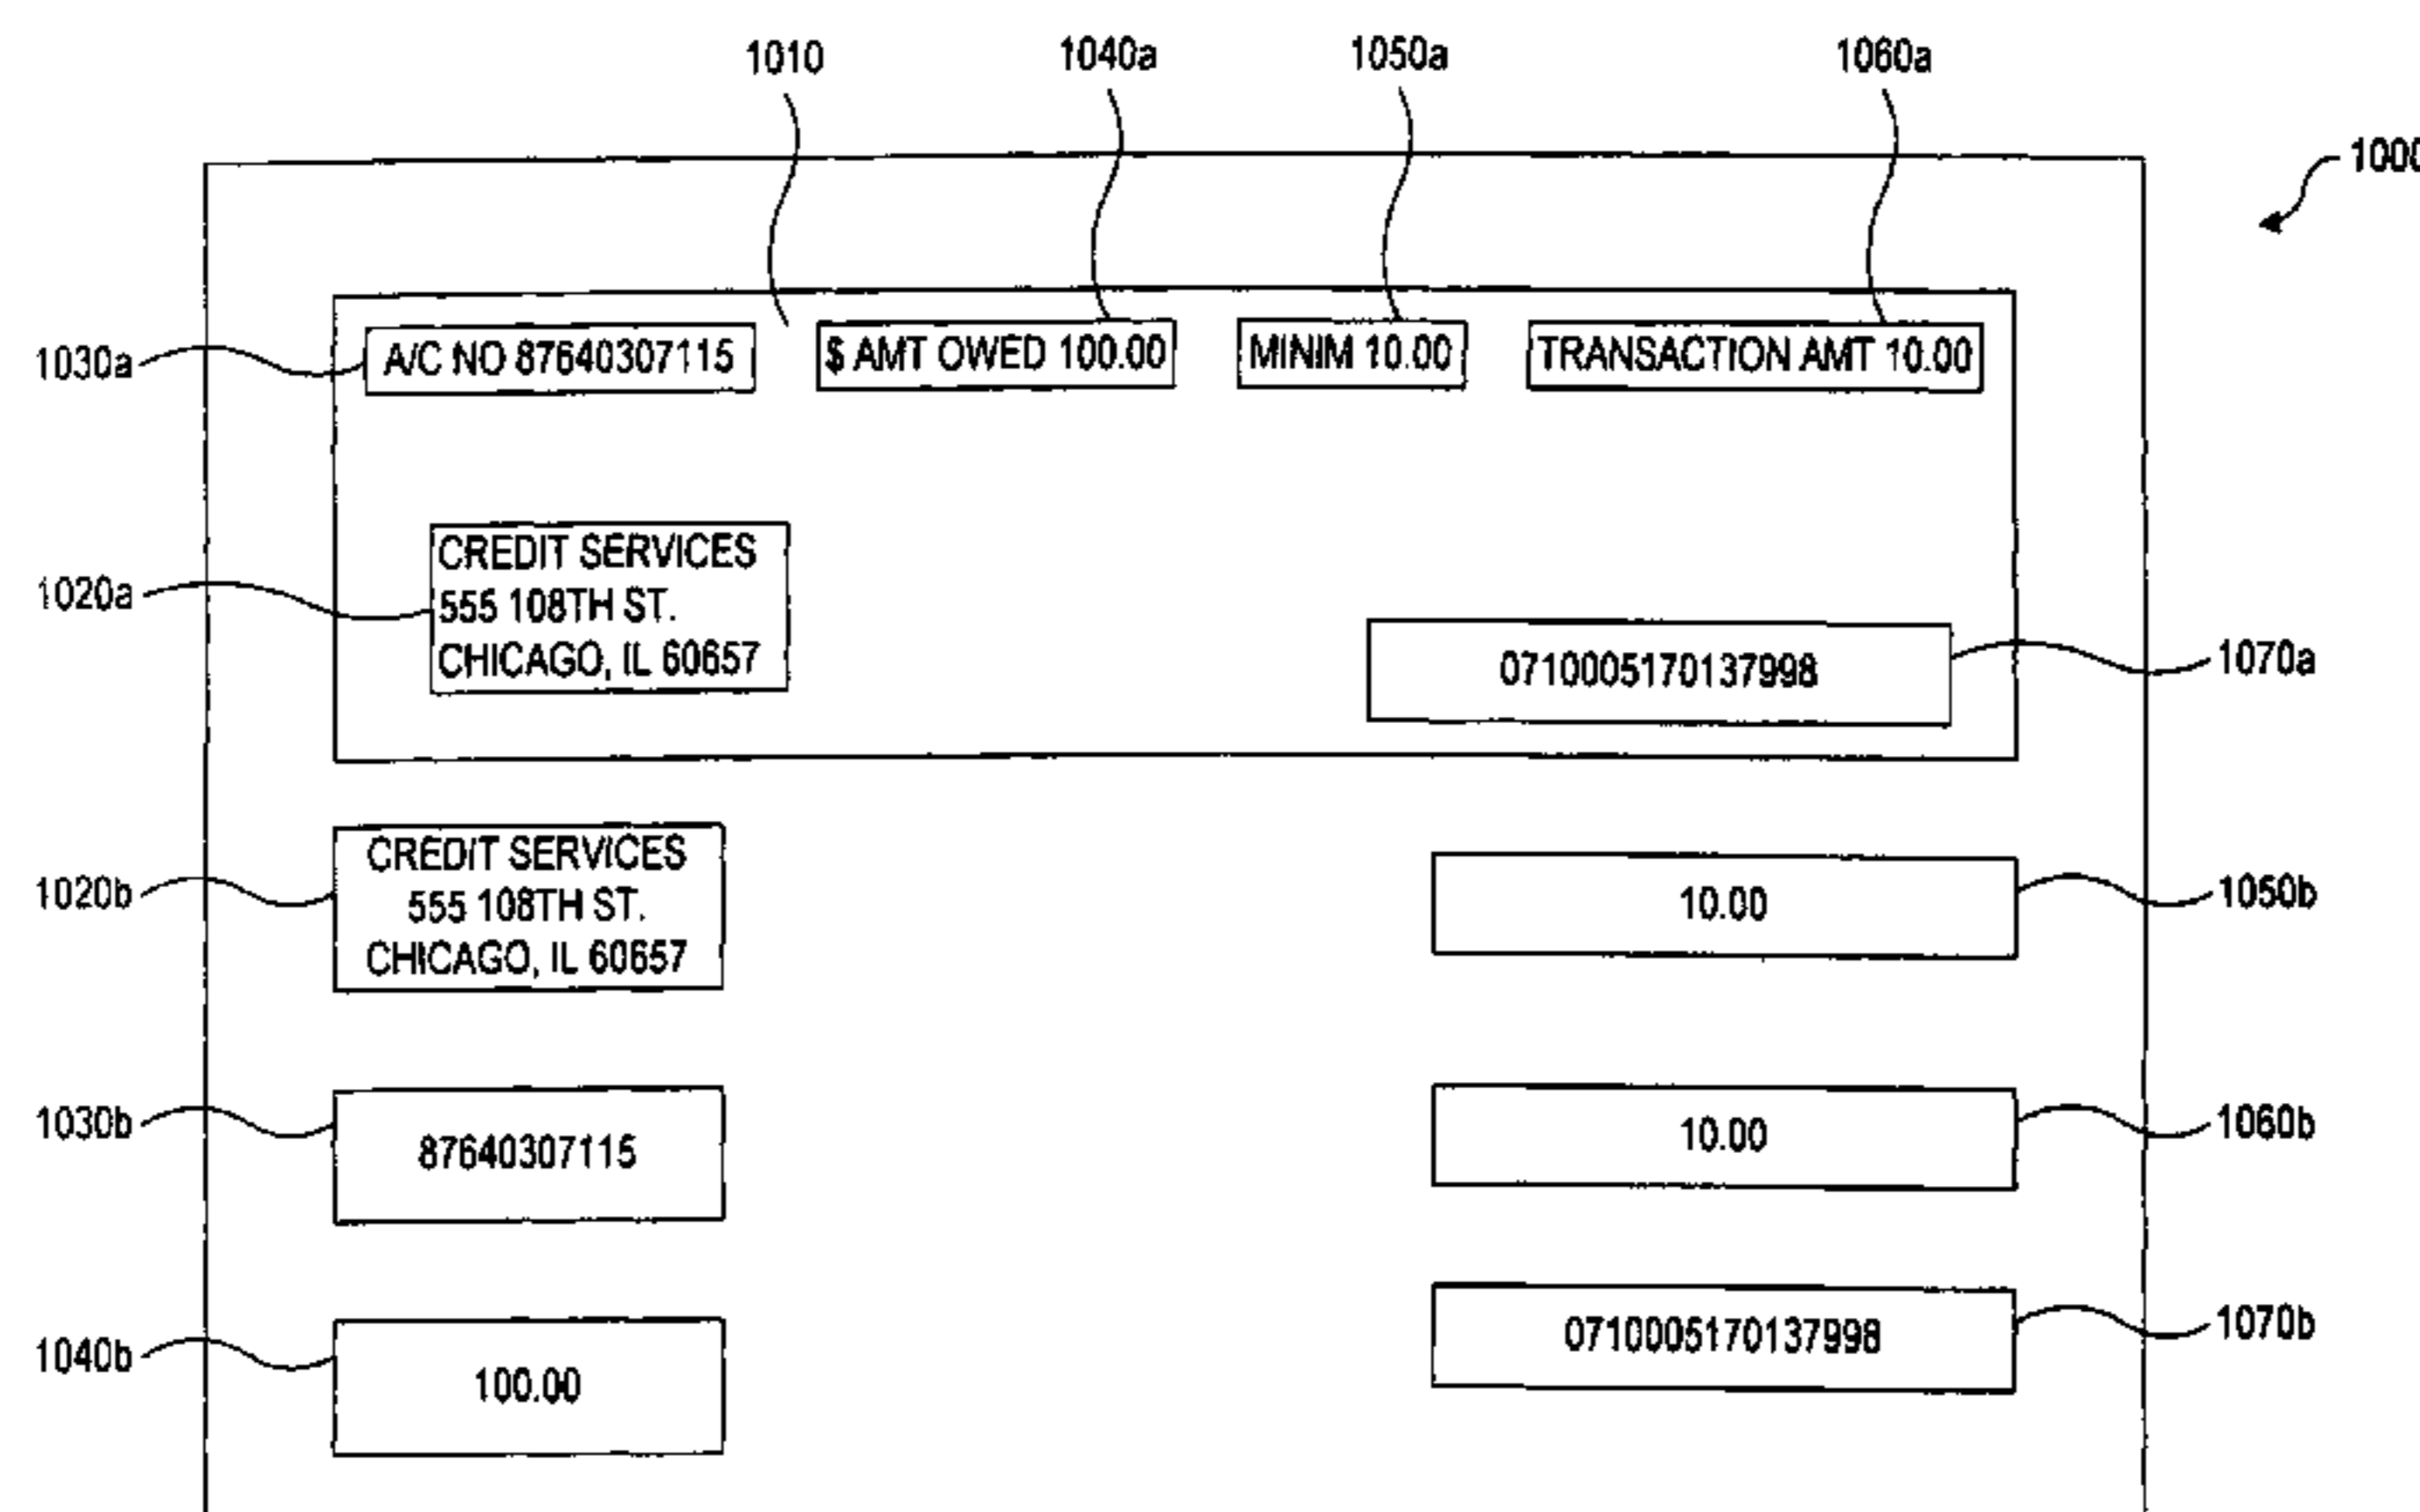 1010 1040a 1050a 1060a
1000
1030a A/C NO 87640307115 $ AMT OWED 100.00 MINIM 10.00 TRANSACTION AMT 10.00
CREDIT SERVICES
1020a 555 108TH ST.
CHICAGO, IL 60657
0710005170137998 1070a
CREDIT SERVICES
1020b 555 108TH ST. 10.00 1050b
CHICAGO, IL 60657
1030b 87640307115 10.00 1060b
1040b 100.00 0710005170137998 1070b